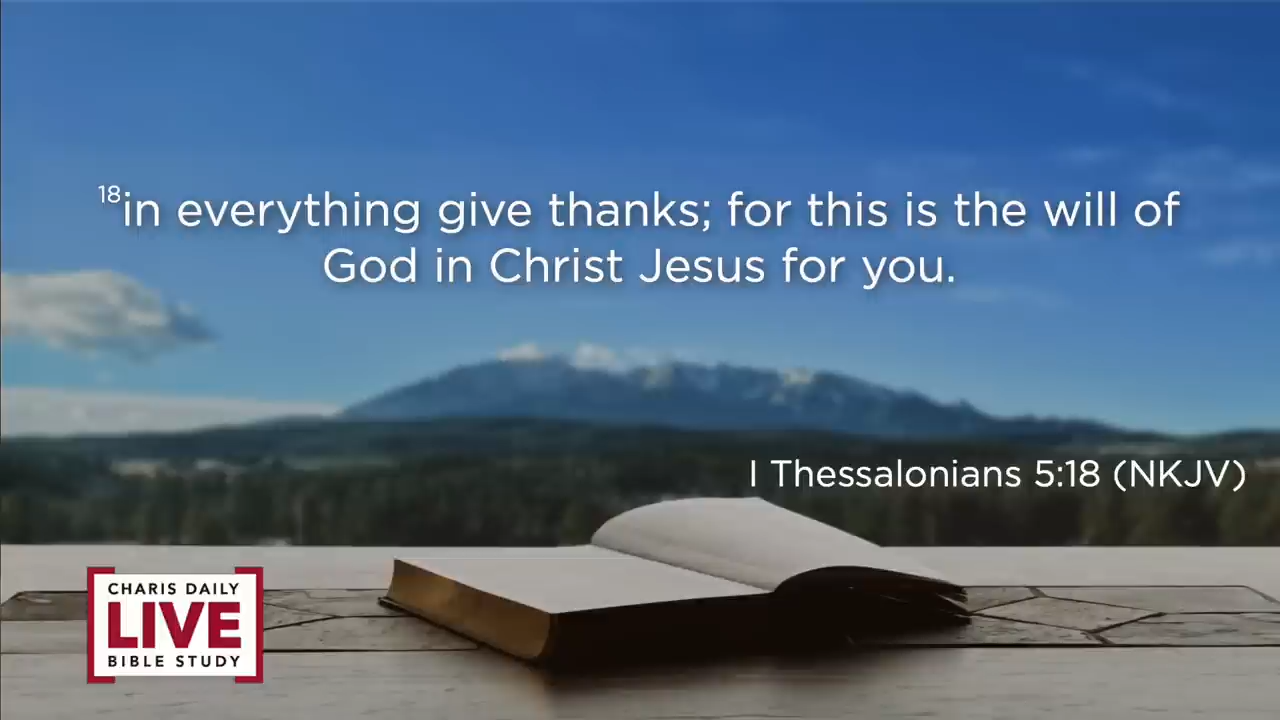 18in everything give thanks; for this is the will of
God in Christ Jesus for you.
I Thessalonians 5:18 (NKJV)
CHARIS DAILY
LIVE
BIBLE STUDY